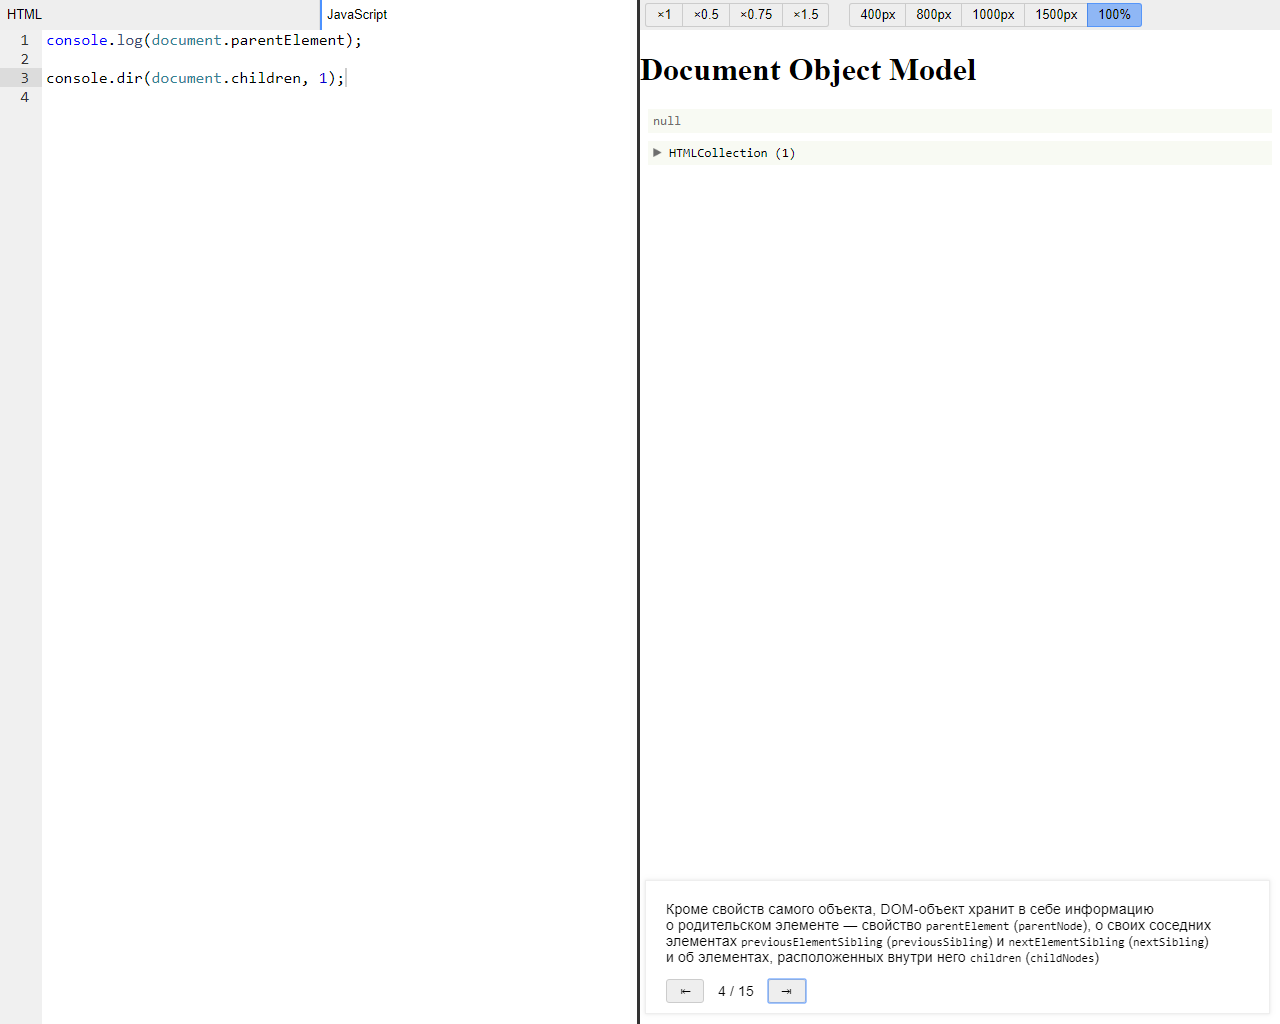 HTML
JavaScript
1 console.log(document.parentElement);
2
3 console.dir(document.children, 1);
4
×1 ×0.5 ×0.75 ×1.5 400px 800px 1000px 1500px 100%
Document Object Model
null
▶ HTMLCollection (1)
Кроме свойств самого объекта, DOM-объект хранит в себе информацию
о родительском элементе — свойство parentElement (parentNode), о своих соседних
элементах previousElementSibling (previousSibling) и nextElementSibling (nextSibling)
и об элементах, расположенных внутри него children (childNodes)
⇤ 4 / 15 ⇥